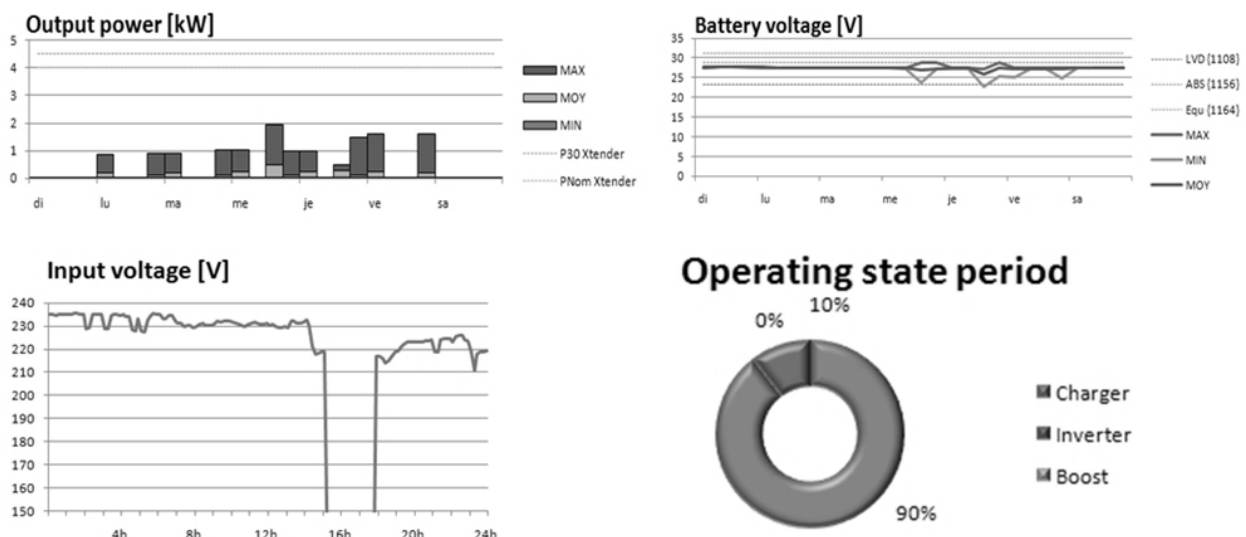 Output power [kW]
5
4
3
2
1
0
di lu ma me je ve sa
MAX
MOY
MIN
P30 Xtender
PNom Xtender
Battery voltage [V]
35
30
25
20
15
10
5
0
di lu ma me je ve sa
LVD {1108}
ABS {1156}
Equ {1164}
MAX
MIN
MOY
Input voltage [V]
240
230
220
210
200
190
180
170
160
150
4h 8h 12h 16h 20h 24h
Operating state period
0% 10%
90%
Charger
Inverter
Boost